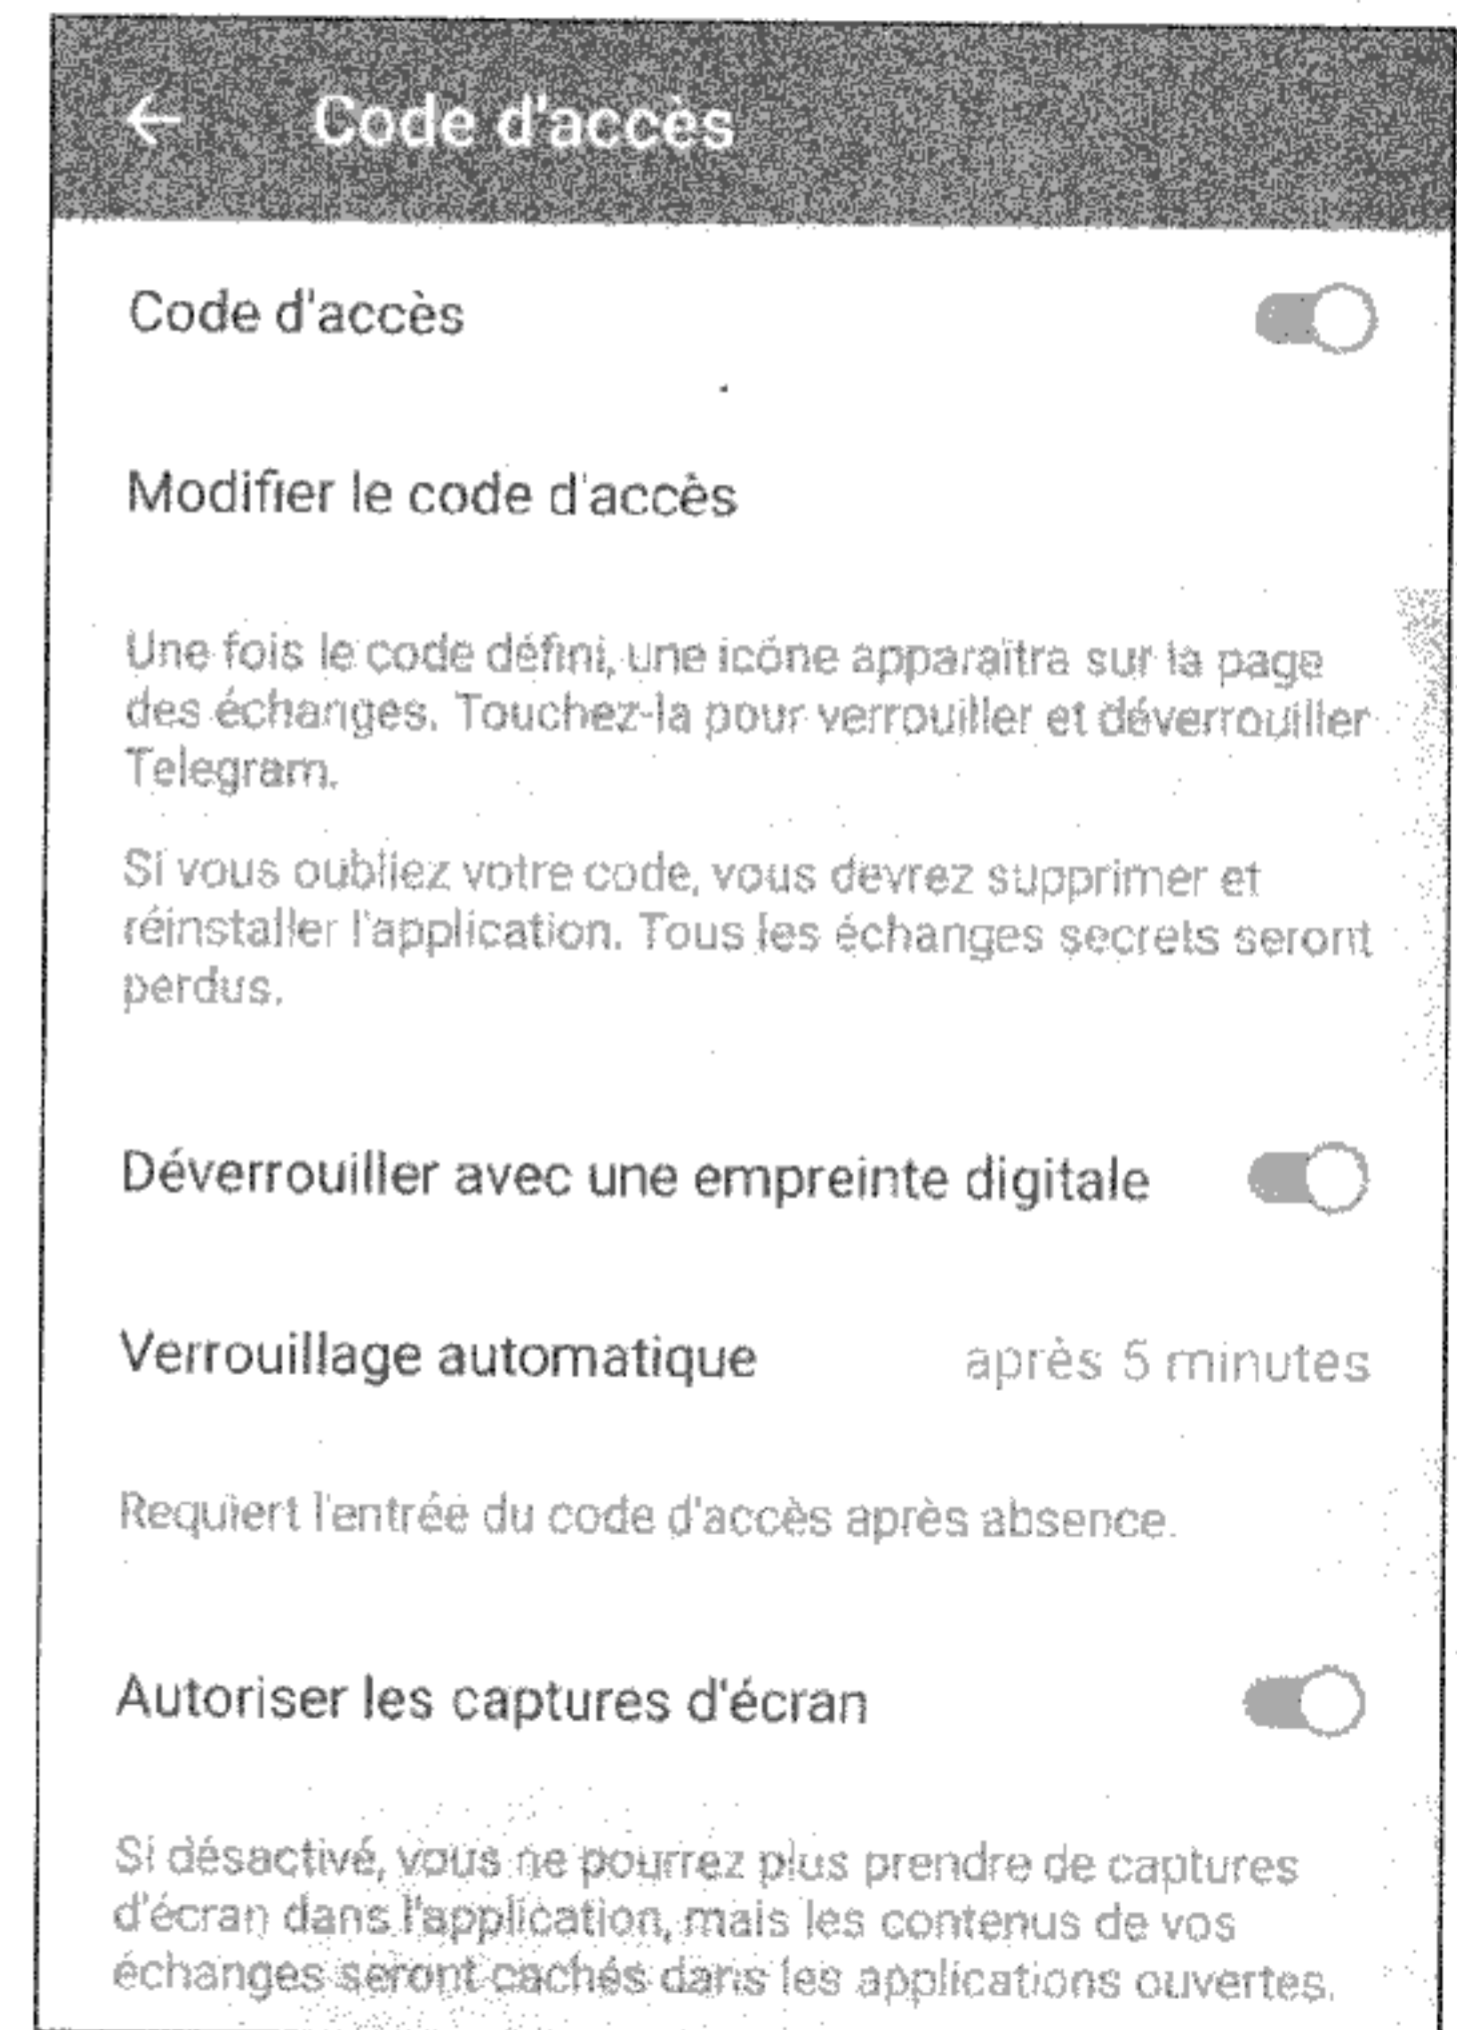 Code d'accès
Code d'accès
Modifier le code d'accès
Une fois le code défini, une icône apparaitra sur la page
des échanges. Touchez-la pour verrouiller et déverrouiller
Telegram.
Si vous oubliez votre code, vous devrez supprimer et
réinstaller l'application. Tous les échanges secrets seront
perdus.
Déverrouiller avec une empreinte digitale
Verrouillage automatique après 5 minutes
Requiert l'entrée du code d'accès après absence.
Autoriser les captures d'écran
Si désactivé, vous ne pourrez plus prendre de captures
d'écran dans l'application, mais les contenus de vos
échanges seront cachés dans les applications ouvertes.